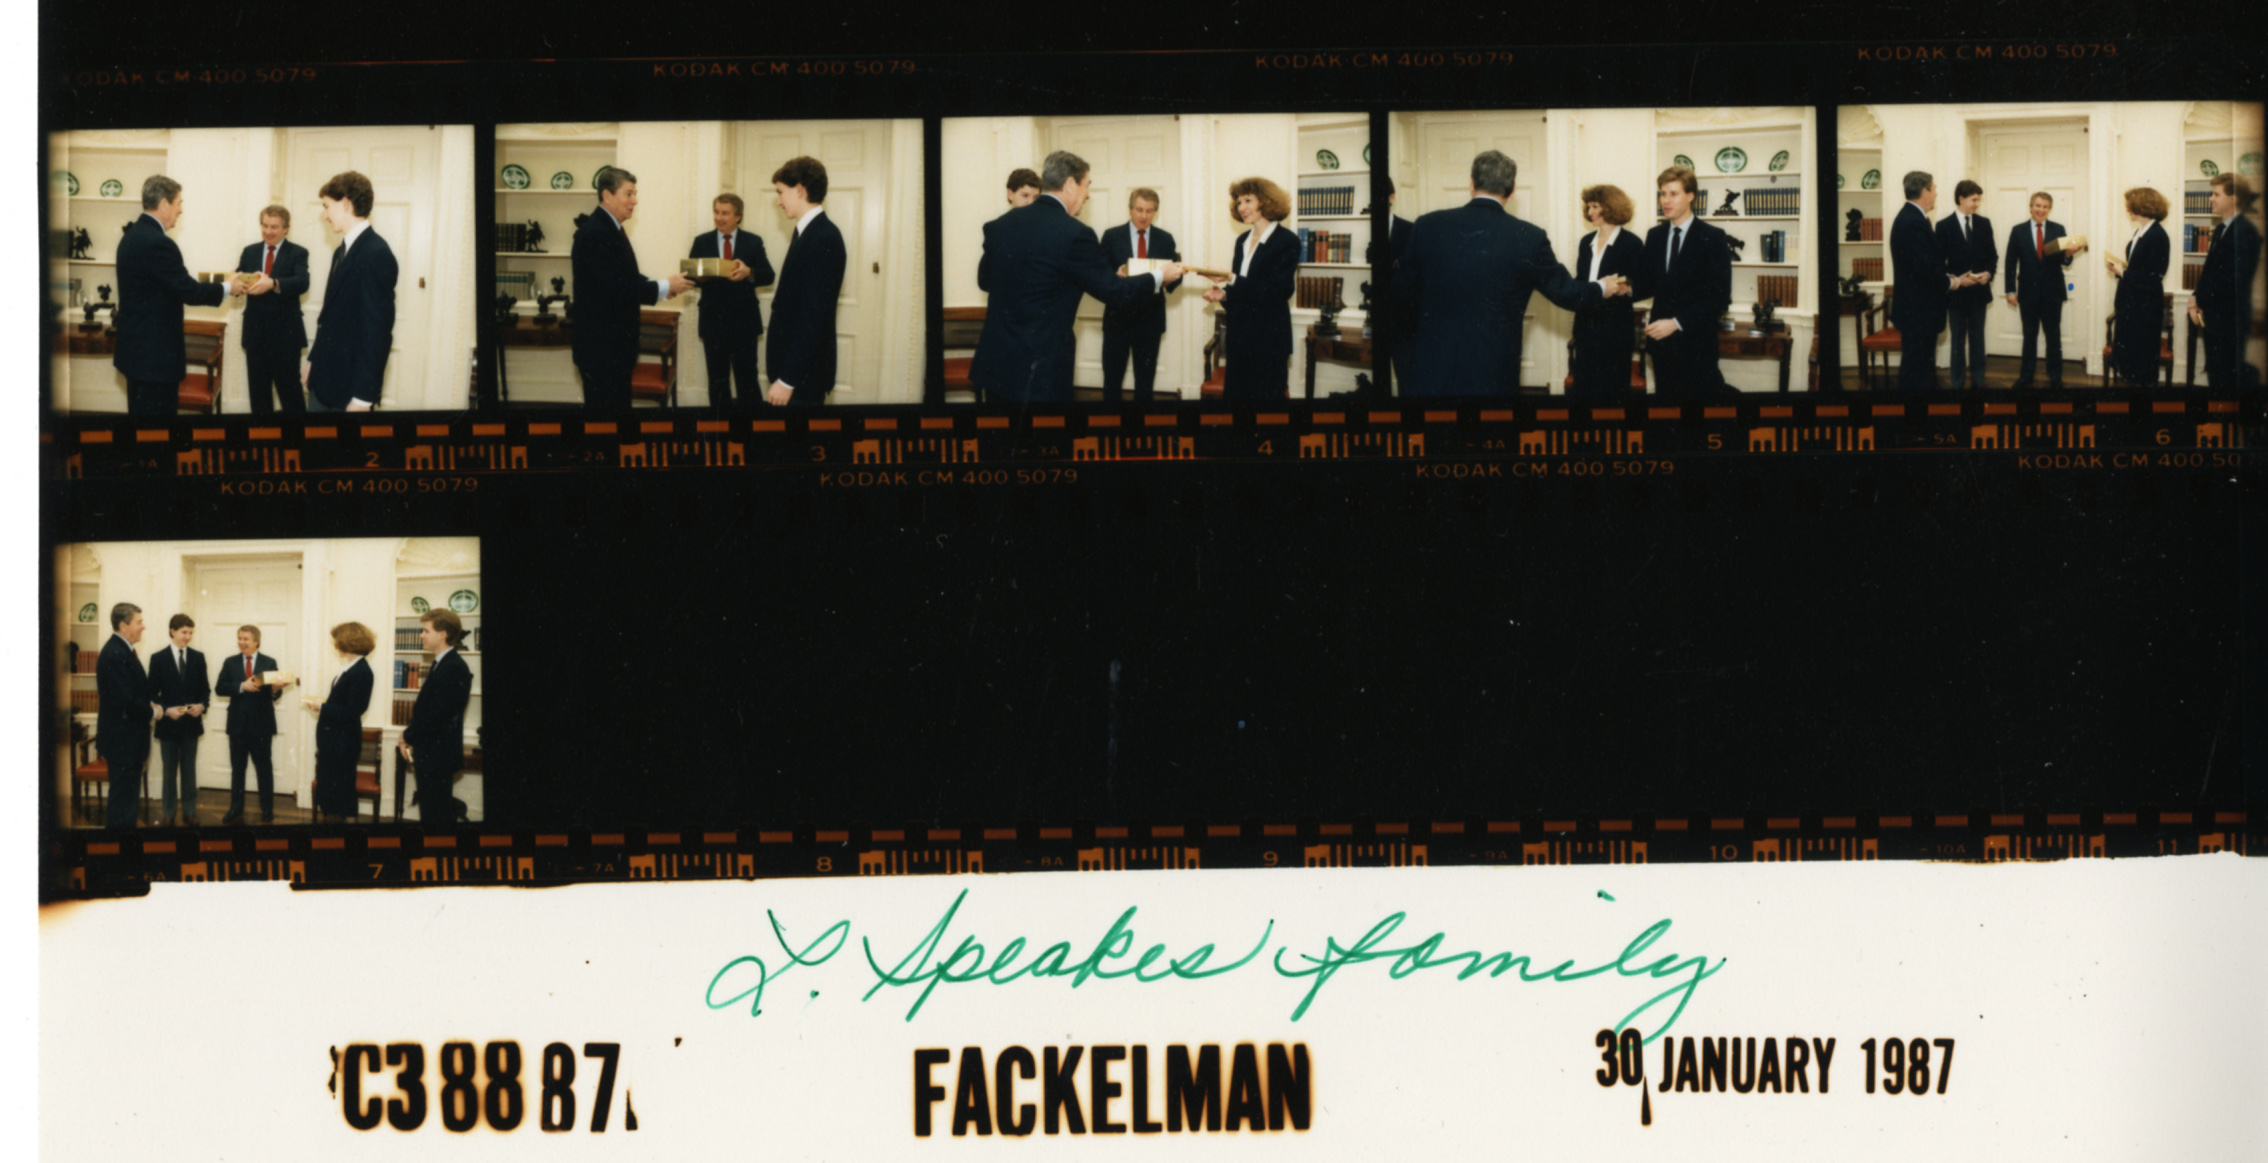 KODAK CM 400 5079 KODAK CM 400 5079 KODAK CM 400 5079 KODAK CM 400 5079
1A 2 2A 3 3A 4 4A 5 5A 6
KODAK CM 400 5079 KODAK CM 400 5079 KODAK CM 400 5079 KODAK CM 400 50
6A 7 7A 8 8A 9 9A 10 10A 11
L. Speakes family
C38887 FACKELMAN 30 JANUARY 1987